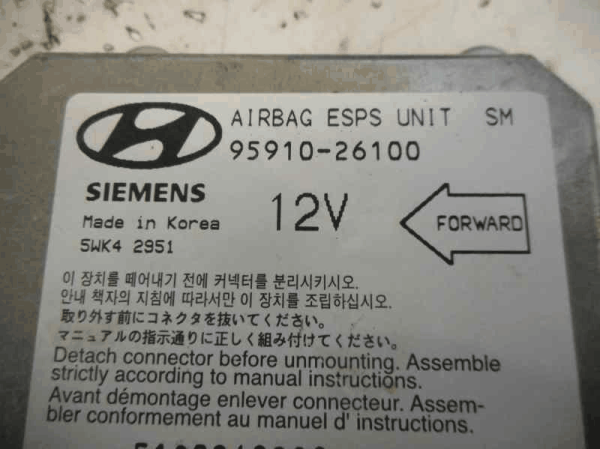 AIRBAG ESPS UNIT SM
95910-26100
SIEMENS
12V
FORWARD
Made in Korea
5WK4 2951
이 장치를 떼어내기 전에 커넥터를 분리시키시오.
안내 책자의 지침에 따라서만 이 장치를 조립하십시오.
取り外す前にコネクタを抜いてください。
マニュアルの指示通りに正しく組み付けてください。
Detach connector before unmounting. Assemble
strictly according to manual instructions.
Avant démontage enlever connecteur. Assem-
bler conformement au manuel d' instructions.